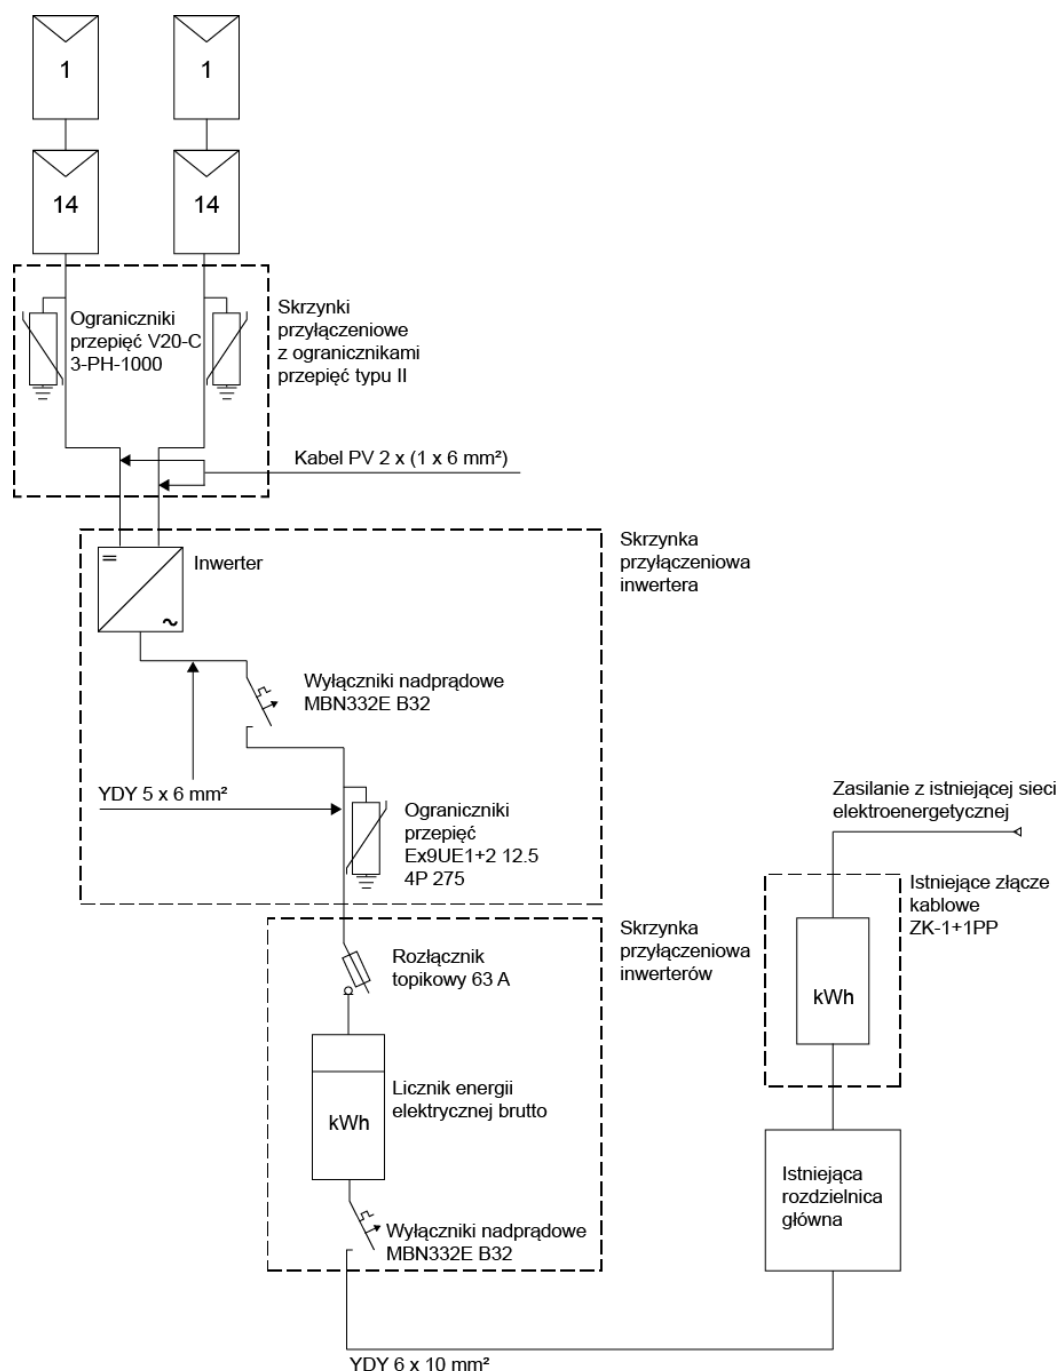 1
1
14
14
Ograniczniki
przepięć V20-C
3-PH-1000
Skrzynki
przyłączeniowe
z ogranicznikami
przepięć typu II
Kabel PV 2 x (1 x 6 mm²)
Skrzynka
przyłączeniowa
inwertera
Inwerter
Wyłączniki nadprądowe
MBN332E B32
YDY 5 x 6 mm²
Ograniczniki
przepięć
Ex9UE1+2 12.5
4P 275
Zasilanie z istniejącej sieci
elektroenergetycznej
Istniejące złącze
kablowe
ZK-1+1PP
kWh
Skrzynka
przyłączeniowa
inwerterów
Rozłącznik
topikowy 63 A
Licznik energii
elektrycznej brutto
kWh
Istniejąca
rozdzielnica
główna
Wyłączniki nadprądowe
MBN332E B32
YDY 6 x 10 mm²